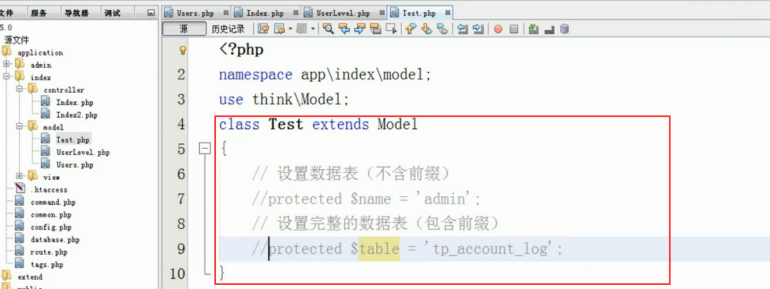 文件 服务 导航器 调试
Users.php Index.php UserLevel.php Test.php
5.0
源文件
application
admin
index
controller
Index.php
Index2.php
model
Test.php
UserLevel.php
Users.php
view
.htaccess
command.php
common.php
config.php
database.php
route.php
tags.php
extend
public
源 历史记录
<?php
2 namespace app\index\model;
3 use think\Model;
4 class Test extends Model
5 {
6 // 设置数据表（不含前缀）
7 //protected $name = 'admin';
8 // 设置完整的数据表（包含前缀）
9 //protected $table = 'tp_account_log';
10 }